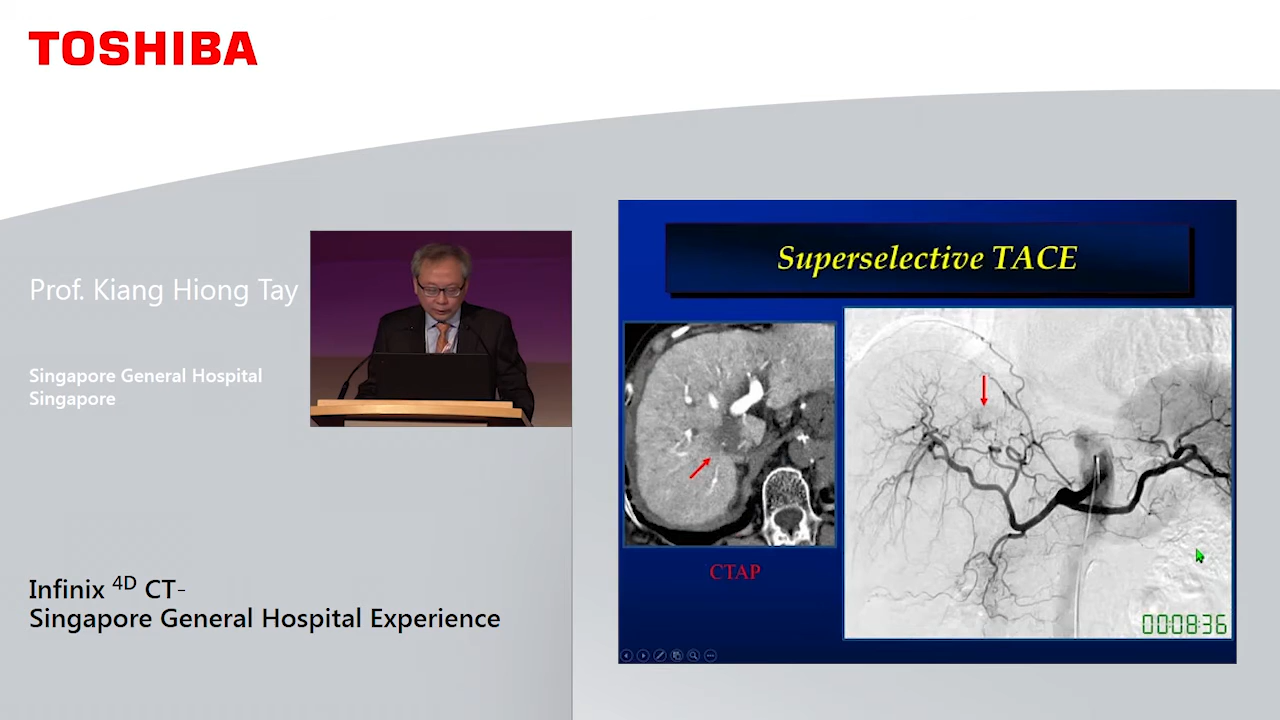 TOSHIBA
Prof. Kiang Hiong Tay
Singapore General Hospital
Singapore
Infinix 4D CT-
Singapore General Hospital Experience
Superselective TACE
CTAP
000836